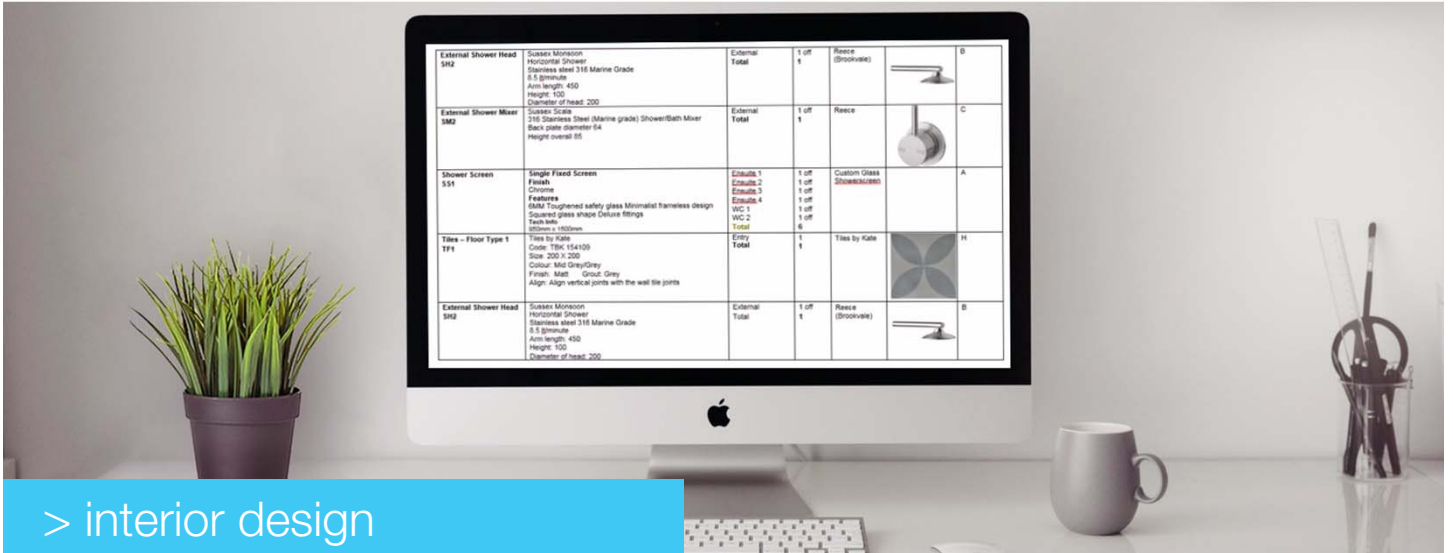 External Shower Head
SH2
Sussex Monsoon
Horizontal Shower
Stainless steel 316 Marine Grade
8.5 lt/minute
Arm length: 450
Height: 100
Diameter of head: 200
External
Total
1 off
1
Reece
(Brookvale)
B
External Shower Mixer
SM2
Sussex Scala
316 Stainless Steel (Marine grade) Shower/Bath Mixer
Back plate diameter 64
Height overall 85
External
Total
1 off
1
Reece
C
Shower Screen
SS1
Single Fixed Screen
Finish
Chrome
Features
6MM Toughened safety glass Minimalist frameless design
Squared glass shape Deluxe fittings
Tech Info
x 1500mm
Ensuite 1
Ensuite 2
Ensuite 3
Ensuite 4
WC 1
WC 2
Total
1 off
1 off
1 off
1 off
1 off
1 off
6
Custom Glass
Showerscreen
A
Tiles – Floor Type 1
TF1
Tiles by Kate
Code: TBK 154109
Size: 200 X 200
Colour: Mid Grey/Grey
Finish: Matt Grout: Grey
Align: Align vertical joints with the wall tile joints
Entry
Total
1
1
Tiles by Kate
H
External Shower Head
SH2
Sussex Monsoon
Horizontal Shower
Stainless steel 316 Marine Grade
8.5 lt/minute
Arm length: 450
Height: 100
Diameter of head: 200
External
Total
1 off
1
Reece
(Brookvale)
B
> interior design